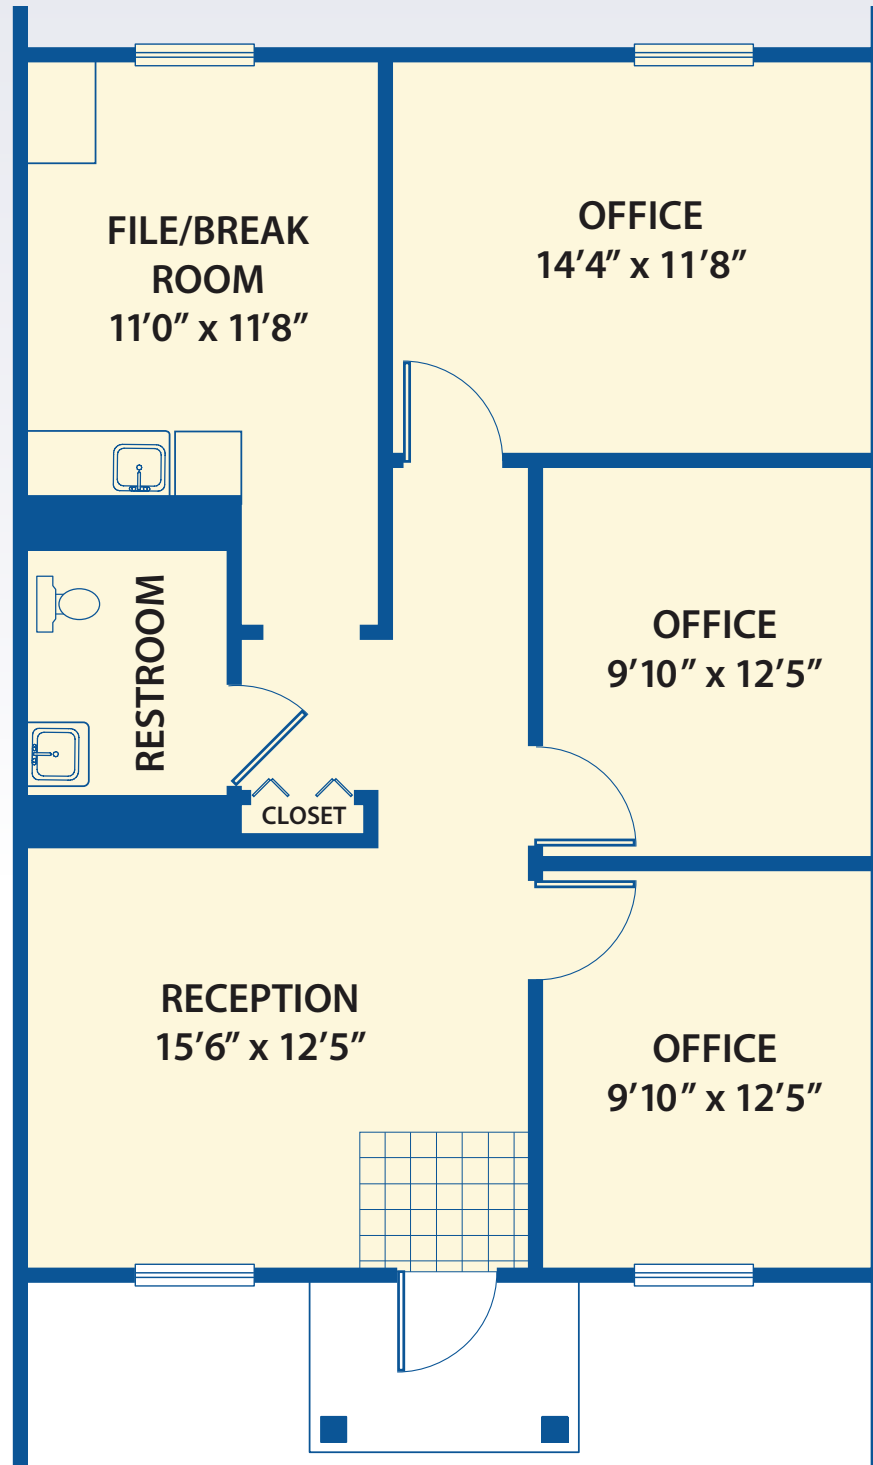 FILE/BREAK
ROOM
11’0” x 11’8”
OFFICE
14’4” x 11’8”
RESTROOM
OFFICE
9’10” x 12’5”
CLOSET
RECEPTION
15’6” x 12’5”
OFFICE
9’10” x 12’5”